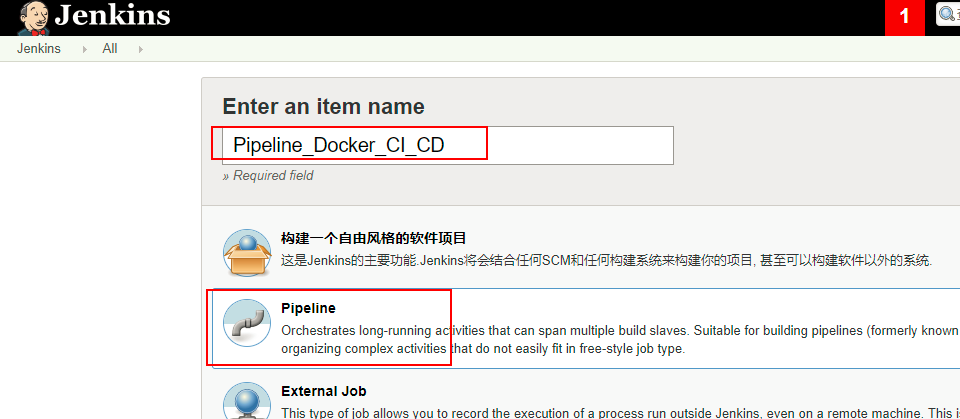 Jenkins
1
Jenkins All
Enter an item name
Pipeline_Docker_CI_CD
» Required field
构建一个自由风格的软件项目
这是Jenkins的主要功能.Jenkins将会结合任何SCM和任何构建系统来构建你的项目, 甚至可以构建软件以外的系统.
Pipeline
Orchestrates long-running activities that can span multiple build slaves. Suitable for building pipelines (formerly known
organizing complex activities that do not easily fit in free-style job type.
External Job
This type of job allows you to record the execution of a process run outside Jenkins, even on a remote machine. This is